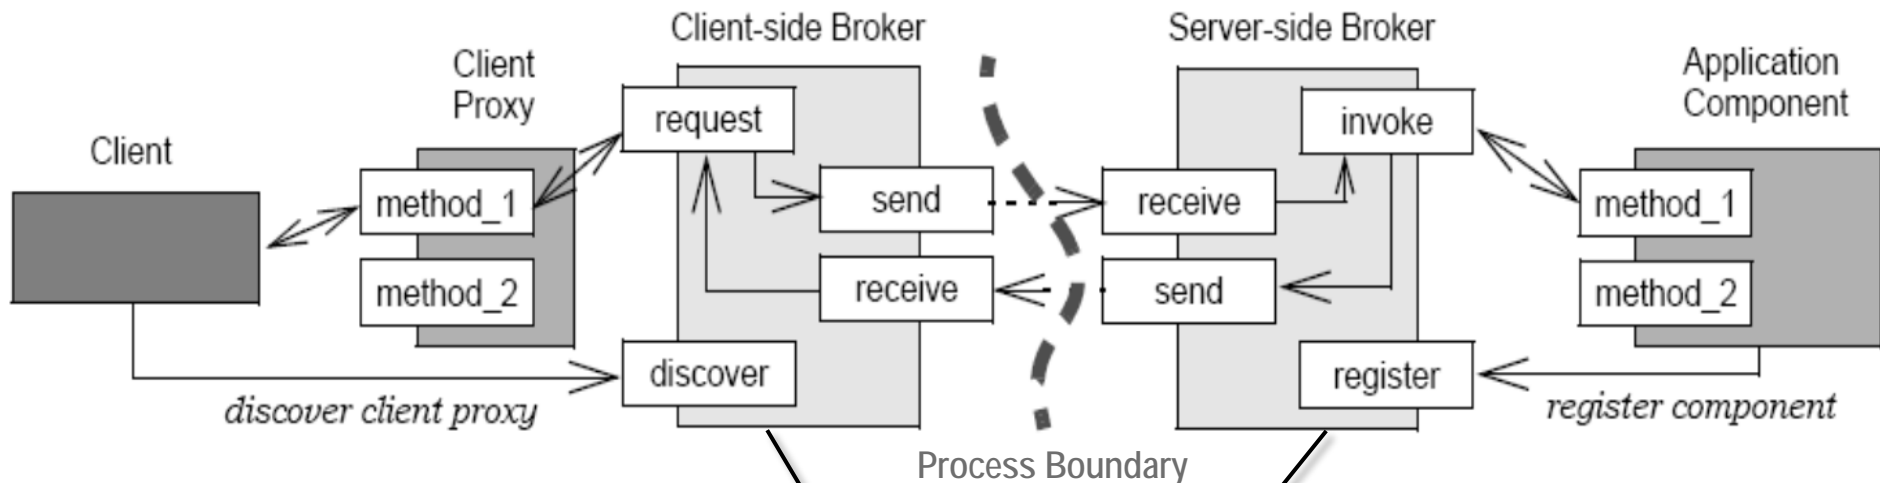 Client-side Broker
Server-side Broker
Client
Proxy
Application
Component
Client
request
invoke
method_1
send
receive
method_1
method_2
receive
send
method_2
discover
register
discover client proxy
register component
Process Boundary